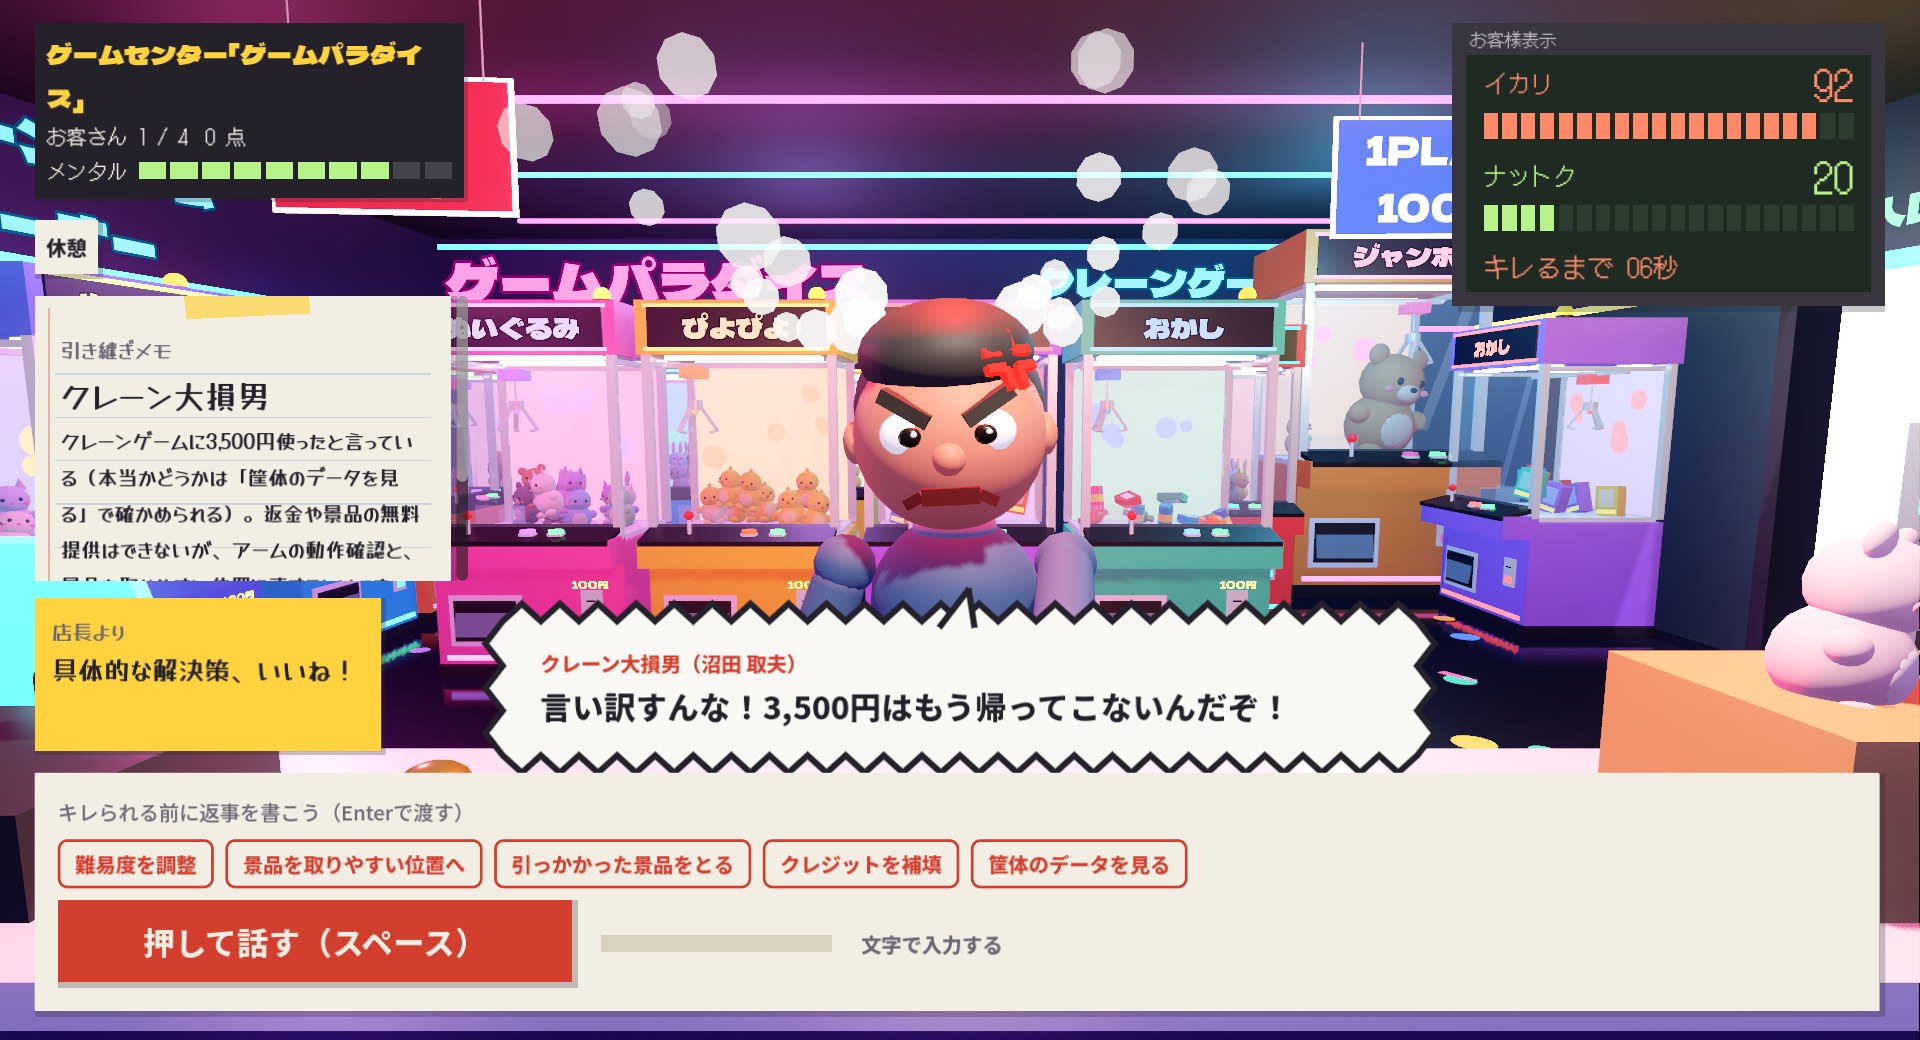 ゲームセンター「ゲームパラダイ
ス」
お客さん 1/4 0点
メンタル
休憩
引き継ぎメモ
クレーン大損男
クレーンゲームに3,500円使ったと言ってい
る（本当かどうかは「筐体のデータを見
る」で確かめられる）。返金や景品の無料
提供はできないが、アームの動作確認と、
店長より
具体的な解決策、いいね！
お客様表示
イカリ 92
ナットク 20
キレるまで 06秒
ゲームパラダイス
クレーンゲー
1PL
100
ジャンボ
ぬいぐるみ
ぴよぴよ
おかし
おかし
100円
100
100円
クレーン大損男（沼田 取夫）
言い訳すんな！3,500円はもう帰ってこないんだぞ！
キレられる前に返事を書こう（Enterで渡す）
難易度を調整
景品を取りやすい位置へ
引っかかった景品をとる
クレジットを補填
筐体のデータを見る
押して話す（スペース）
文字で入力する